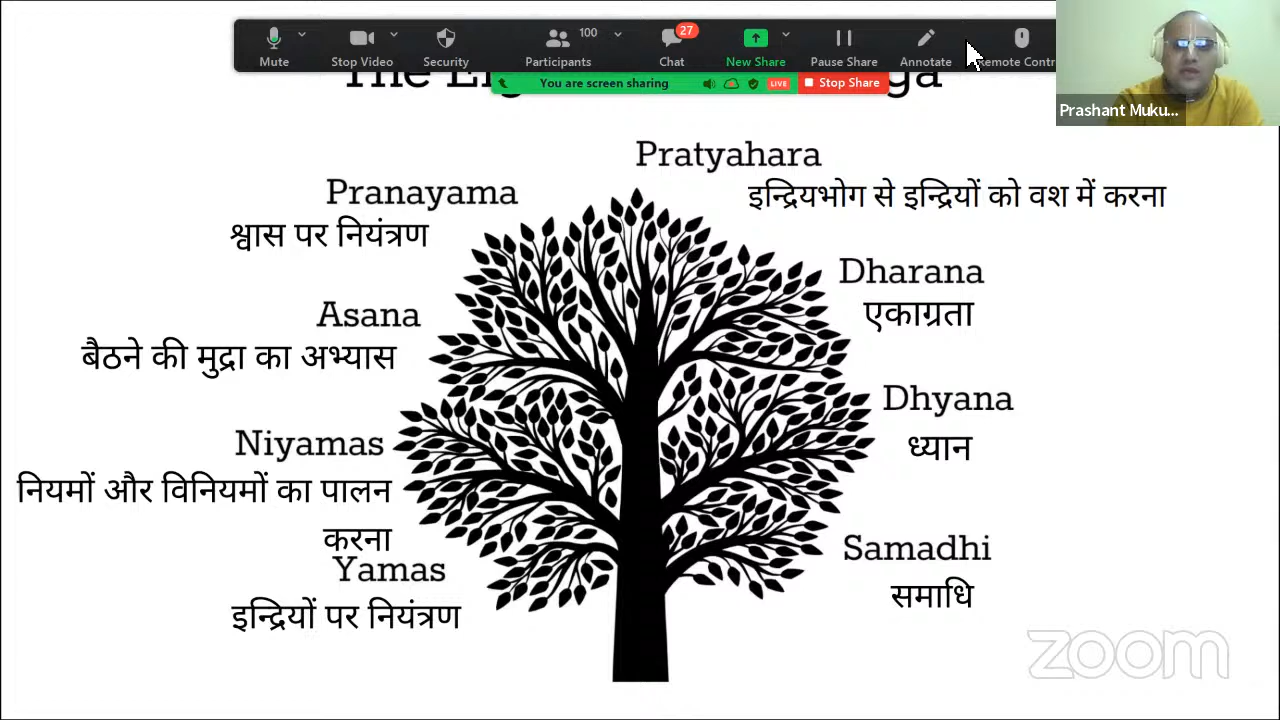 Mute
Stop Video
Security
100
Participants
27
Chat
New Share
Pause Share
Annotate
You are screen sharing
LIVE
Stop Share
Prashant Muku...
Pratyahara
इन्द्रियभोग से इन्द्रियों को वश में करना
Pranayama
श्वास पर नियंत्रण
Dharana
एकाग्रता
Asana
बैठने की मुद्रा का अभ्यास
Dhyana
ध्यान
Niyamas
नियमों और विनियमों का पालन
करना
Yamas
इन्द्रियों पर नियंत्रण
Samadhi
समाधि
zoom